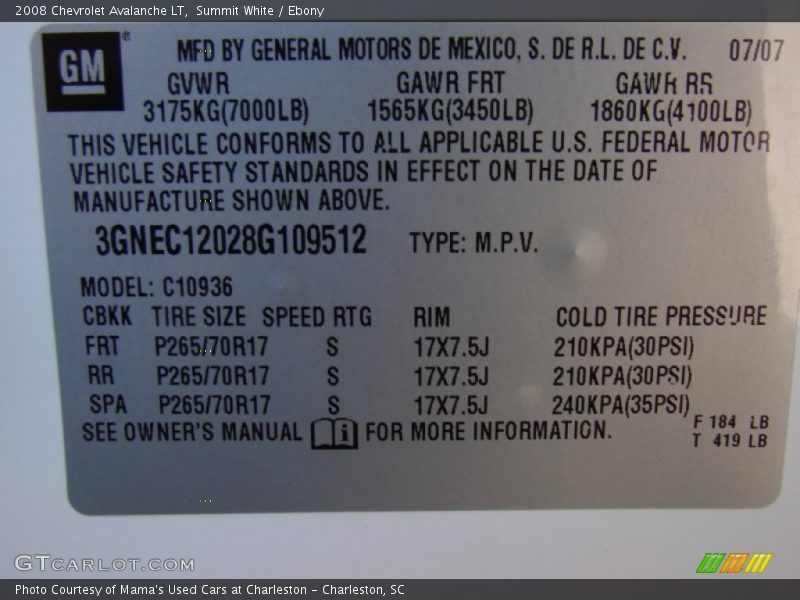 2008 Chevrolet Avalanche LT,  Summit White / Ebony
GM® MFD BY GENERAL MOTORS DE MEXICO, S. DE R.L. DE C.V. 07/07
GVWR GAWR FRT GAWR RR
3175KG(7000LB) 1565KG(3450LB) 1860KG(4100LB)
THIS VEHICLE CONFORMS TO ALL APPLICABLE U.S. FEDERAL MOTOR
VEHICLE SAFETY STANDARDS IN EFFECT ON THE DATE OF
MANUFACTURE SHOWN ABOVE.
3GNEC12028G109512 TYPE: M.P.V.
MODEL: C10936
CBKK TIRE SIZE SPEED RTG RIM COLD TIRE PRESSURE
FRT P265/70R17 S 17X7.5J 210KPA(30PSI)
RR P265/70R17 S 17X7.5J 210KPA(30PSI)
SPA P265/70R17 S 17X7.5J 240KPA(35PSI)
SEE OWNER'S MANUAL i FOR MORE INFORMATION.
F 184 LB
T 419 LB
GTCARLOT.COM
Photo Courtesy of Mama's Used Cars at Charleston - Charleston, SC